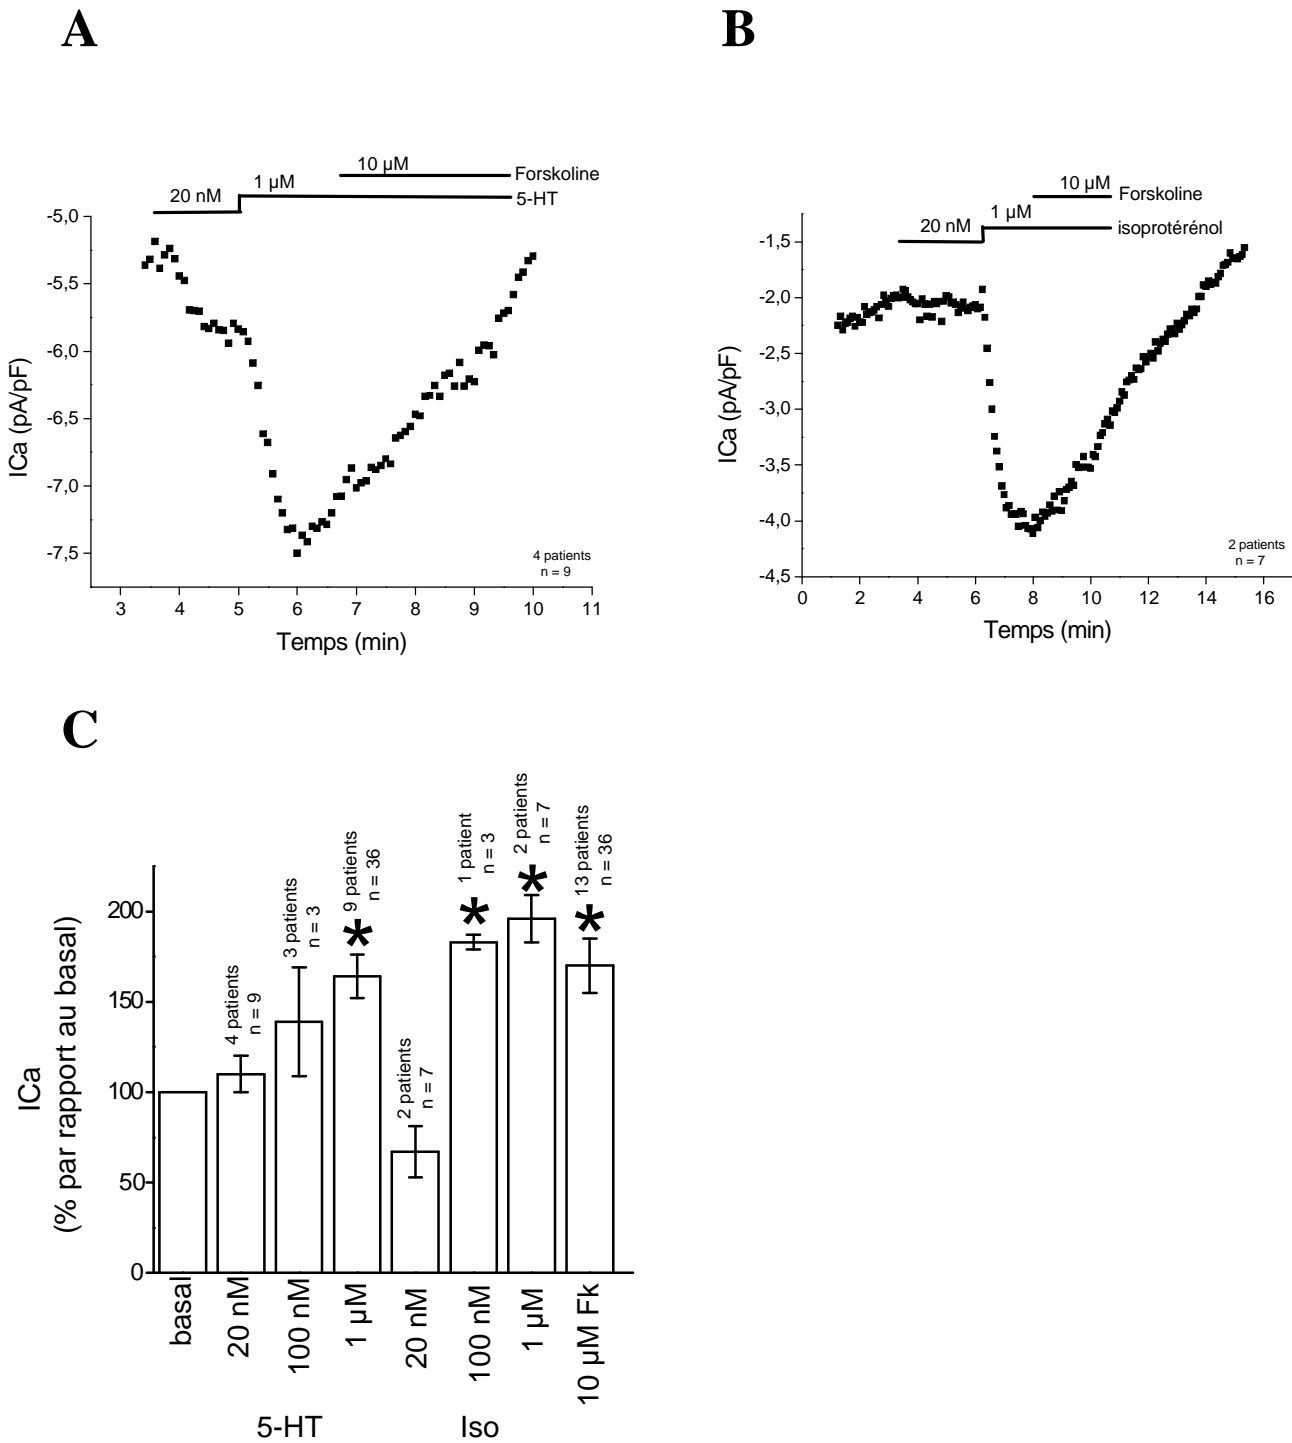 A
10 µM
Forskoline
1 µM
5-HT
20 nM
-5,0
-5,5
-6,0
-6,5
-7,0
-7,5
ICa (pA/pF)
4 patients
n = 9
3 4 5 6 7 8 9 10 11
Temps (min)
B
10 µM
Forskoline
1 µM
isoprotérénol
20 nM
-1,5
-2,0
-2,5
-3,0
-3,5
-4,0
-4,5
ICa (pA/pF)
2 patients
n = 7
0 2 4 6 8 10 12 14 16
Temps (min)
C
ICa
(% par rapport au basal)
200
150
100
50
0
4 patients
n = 9
3 patients
n = 3
9 patients
n = 36
*
2 patients
n = 7
1 patient
n = 3
*
2 patients
n = 7
*
13 patients
n = 36
*
basal
20 nM
100 nM
1 µM
20 nM
100 nM
1 µM
10 µM Fk
5-HT
Iso